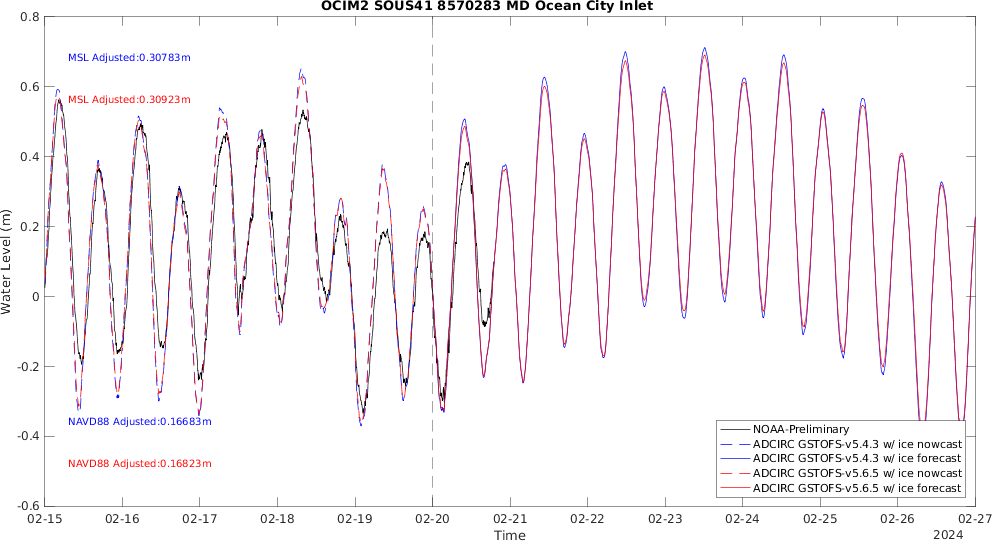 OCIM2 SOUS41 8570283 MD Ocean City Inlet
0.8
0.6
0.4
0.2
0
-0.2
-0.4
-0.6
Water Level (m)
MSL Adjusted:0.30783m
MSL Adjusted:0.30923m
NAVD88 Adjusted:0.16683m
NAVD88 Adjusted:0.16823m
NOAA-Preliminary
ADCIRC GSTOFS-v5.4.3 w/ ice nowcast
ADCIRC GSTOFS-v5.4.3 w/ ice forecast
ADCIRC GSTOFS-v5.6.5 w/ ice nowcast
ADCIRC GSTOFS-v5.6.5 w/ ice forecast
02-15 02-16 02-17 02-18 02-19 02-20 02-21 02-22 02-23 02-24 02-25 02-26 02-27
Time
2024